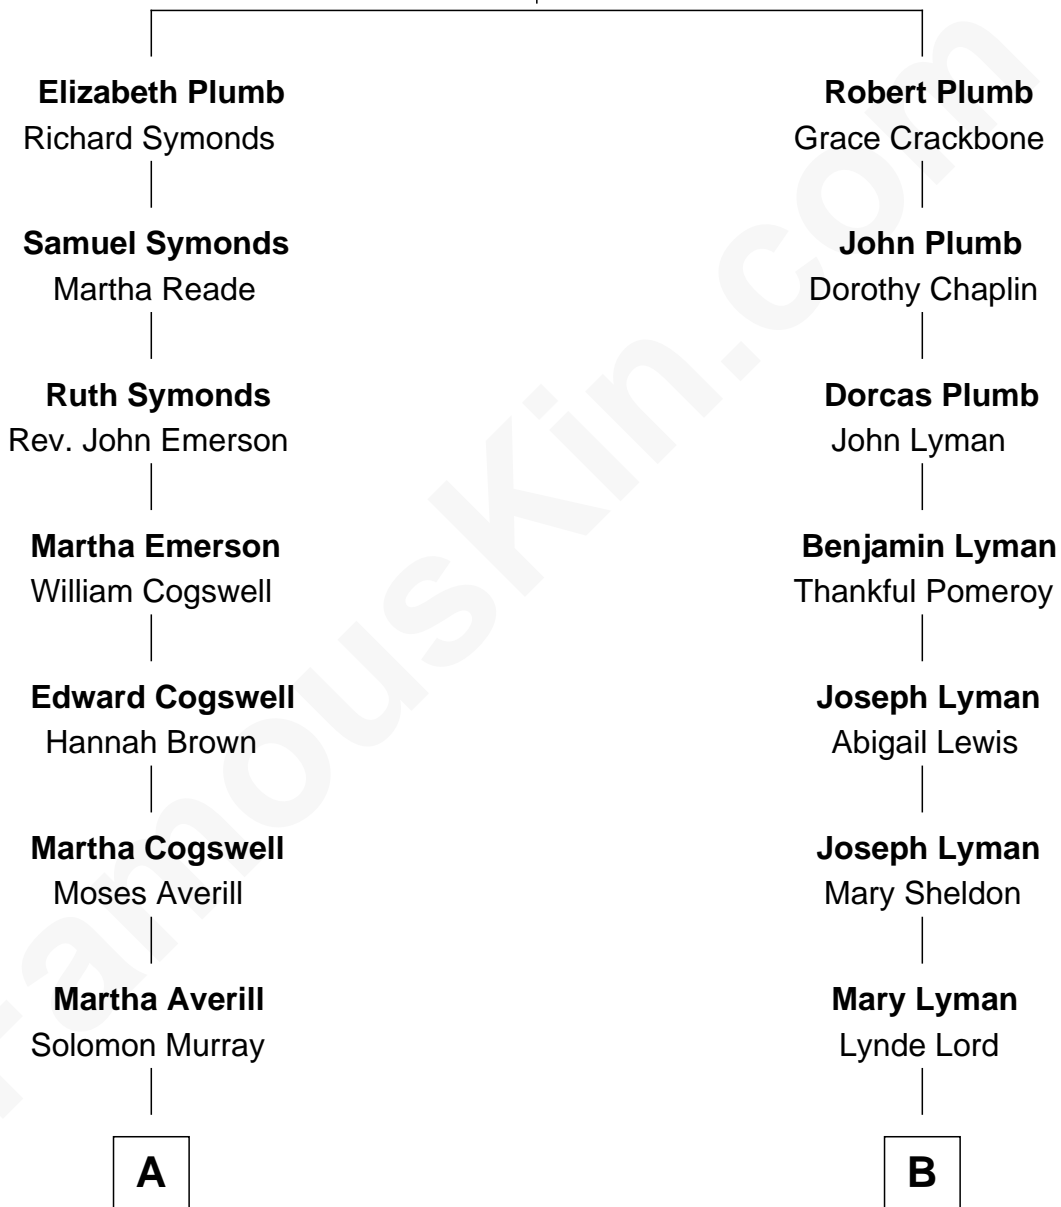 Elizabeth Plumb
Richard Symonds
Samuel Symonds
Martha Reade
Ruth Symonds
Rev. John Emerson
Martha Emerson
William Cogswell
Edward Cogswell
Hannah Brown
Martha Cogswell
Moses Averill
Martha Averill
Solomon Murray
A
Robert Plumb
Grace Crackbone
John Plumb
Dorothy Chaplin
Dorcas Plumb
John Lyman
Benjamin Lyman
Thankful Pomeroy
Joseph Lyman
Abigail Lewis
Joseph Lyman
Mary Sheldon
Mary Lyman
Lynde Lord
B
FamousKin.com